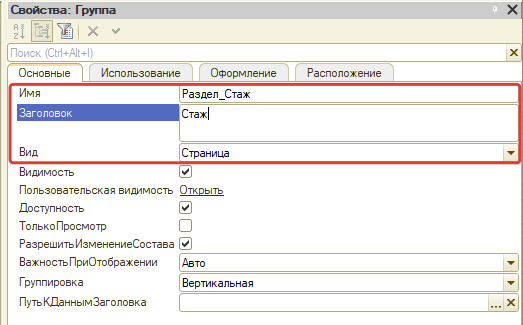 Свойства: Группа
Поиск (Ctrl+Alt+I)
Основные Использование Оформление Расположение
Имя Раздел_Стаж
Заголовок Стаж
Вид Страница
Видимость
Пользовательская видимость Открыть
Доступность
ТолькоПросмотр
РазрешитьИзменениеСостава
ВажностьПриОтображении Авто
Группировка Вертикальная
ПутьКДаннымЗаголовка ...